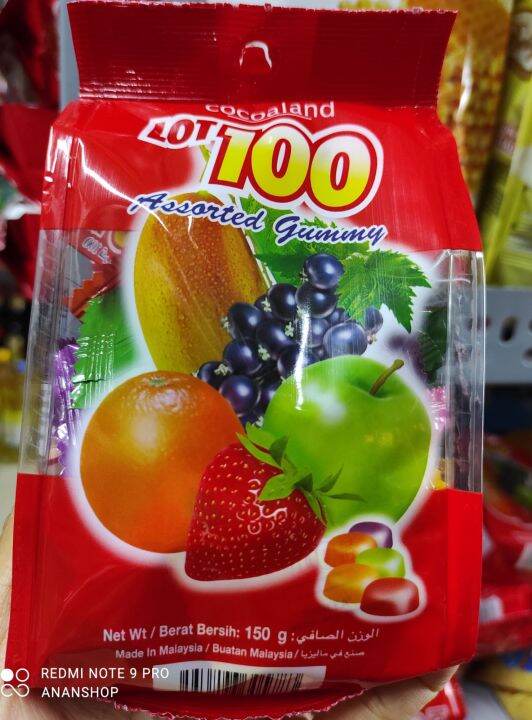 cocoaland
LOT 100
Assorted Gummy
Net Wt / Berat Bersih: 150 g :الوزن الصافي
Made In Malaysia / Buatan Malaysia / صنع في ماليزيا
REDMI NOTE 9 PRO
ANANSHOP